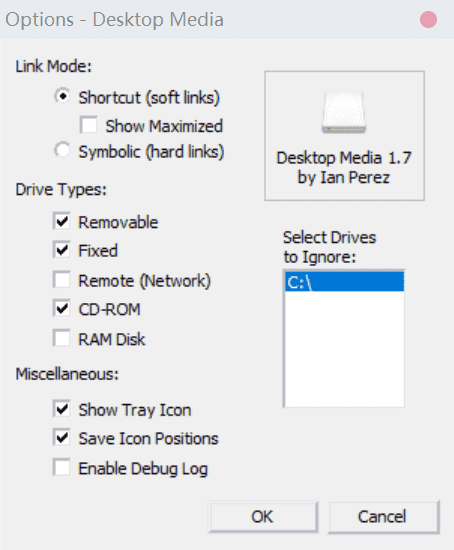 Options - Desktop Media
Link Mode:
Shortcut (soft links)
Show Maximized
Symbolic (hard links)
Desktop Media 1.7
by Ian Perez
Drive Types:
Removable
Fixed
Remote (Network)
CD-ROM
RAM Disk
Select Drives
to Ignore:
C:\
Miscellaneous:
Show Tray Icon
Save Icon Positions
Enable Debug Log
OK
Cancel